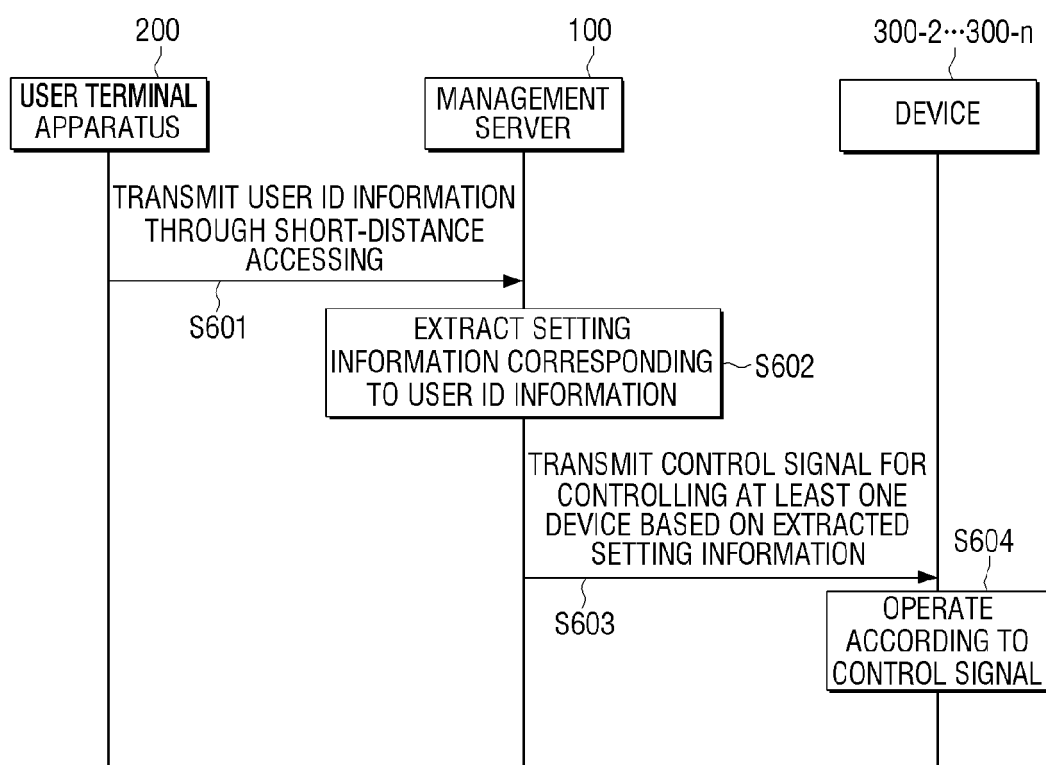 200
100
300-2···300-n
USER TERMINAL
APPARATUS
MANAGEMENT
SERVER
DEVICE
TRANSMIT USER ID INFORMATION
THROUGH SHORT-DISTANCE
ACCESSING
S601
EXTRACT SETTING
INFORMATION CORRESPONDING
TO USER ID INFORMATION
S602
TRANSMIT CONTROL SIGNAL FOR
CONTROLLING AT LEAST ONE
DEVICE BASED ON EXTRACTED
SETTING INFORMATION
S603
S604
OPERATE
ACCORDING TO
CONTROL SIGNAL